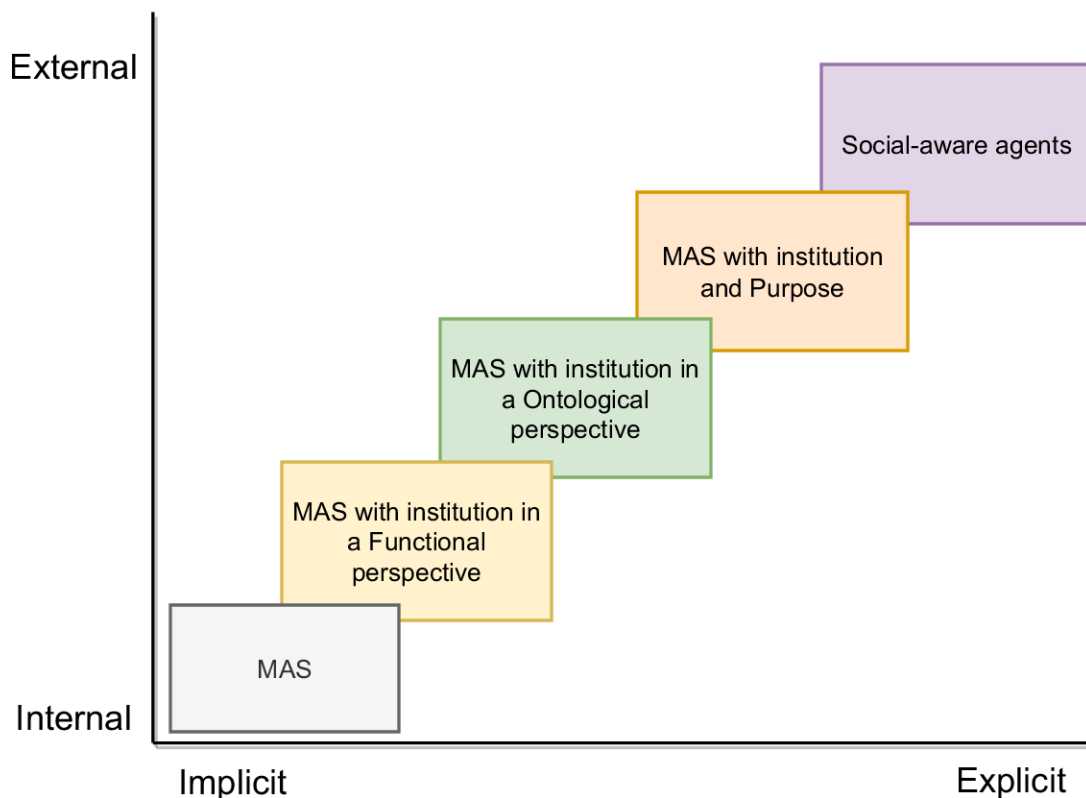 External
Social-aware agents
MAS with institution
and Purpose
MAS with institution in
a Ontological
perspective
MAS with institution in
a Functional
perspective
MAS
Internal
Implicit
Explicit